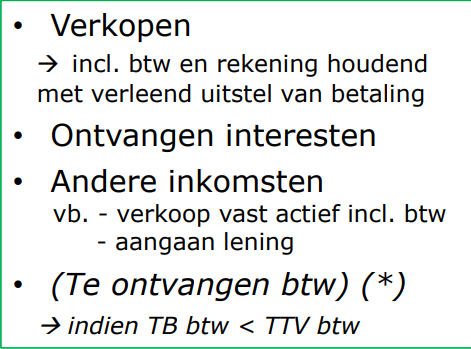 • Verkopen
→ incl. btw en rekening houdend
met verleend uitstel van betaling
• Ontvangen interesten
• Andere inkomsten
vb. - verkoop vast actief incl. btw
- aangaan lening
• (Te ontvangen btw) (*)
→ indien TB btw < TTV btw